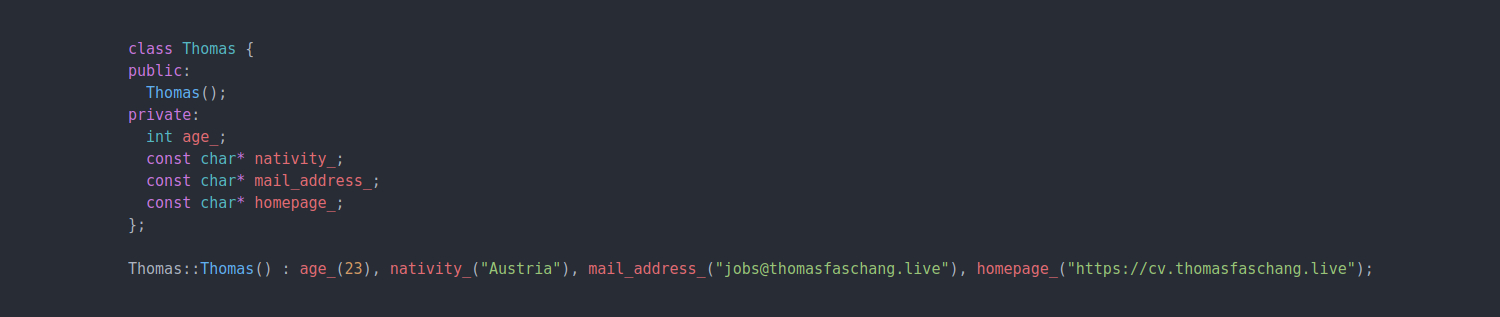 class Thomas {
public:
  Thomas();
private:
  int age_;
  const char* nativity_;
  const char* mail_address_;
  const char* homepage_;
};

Thomas::Thomas() : age_(23), nativity_("Austria"), mail_address_("jobs@thomasfaschang.live"), homepage_("https://cv.thomasfaschang.live");